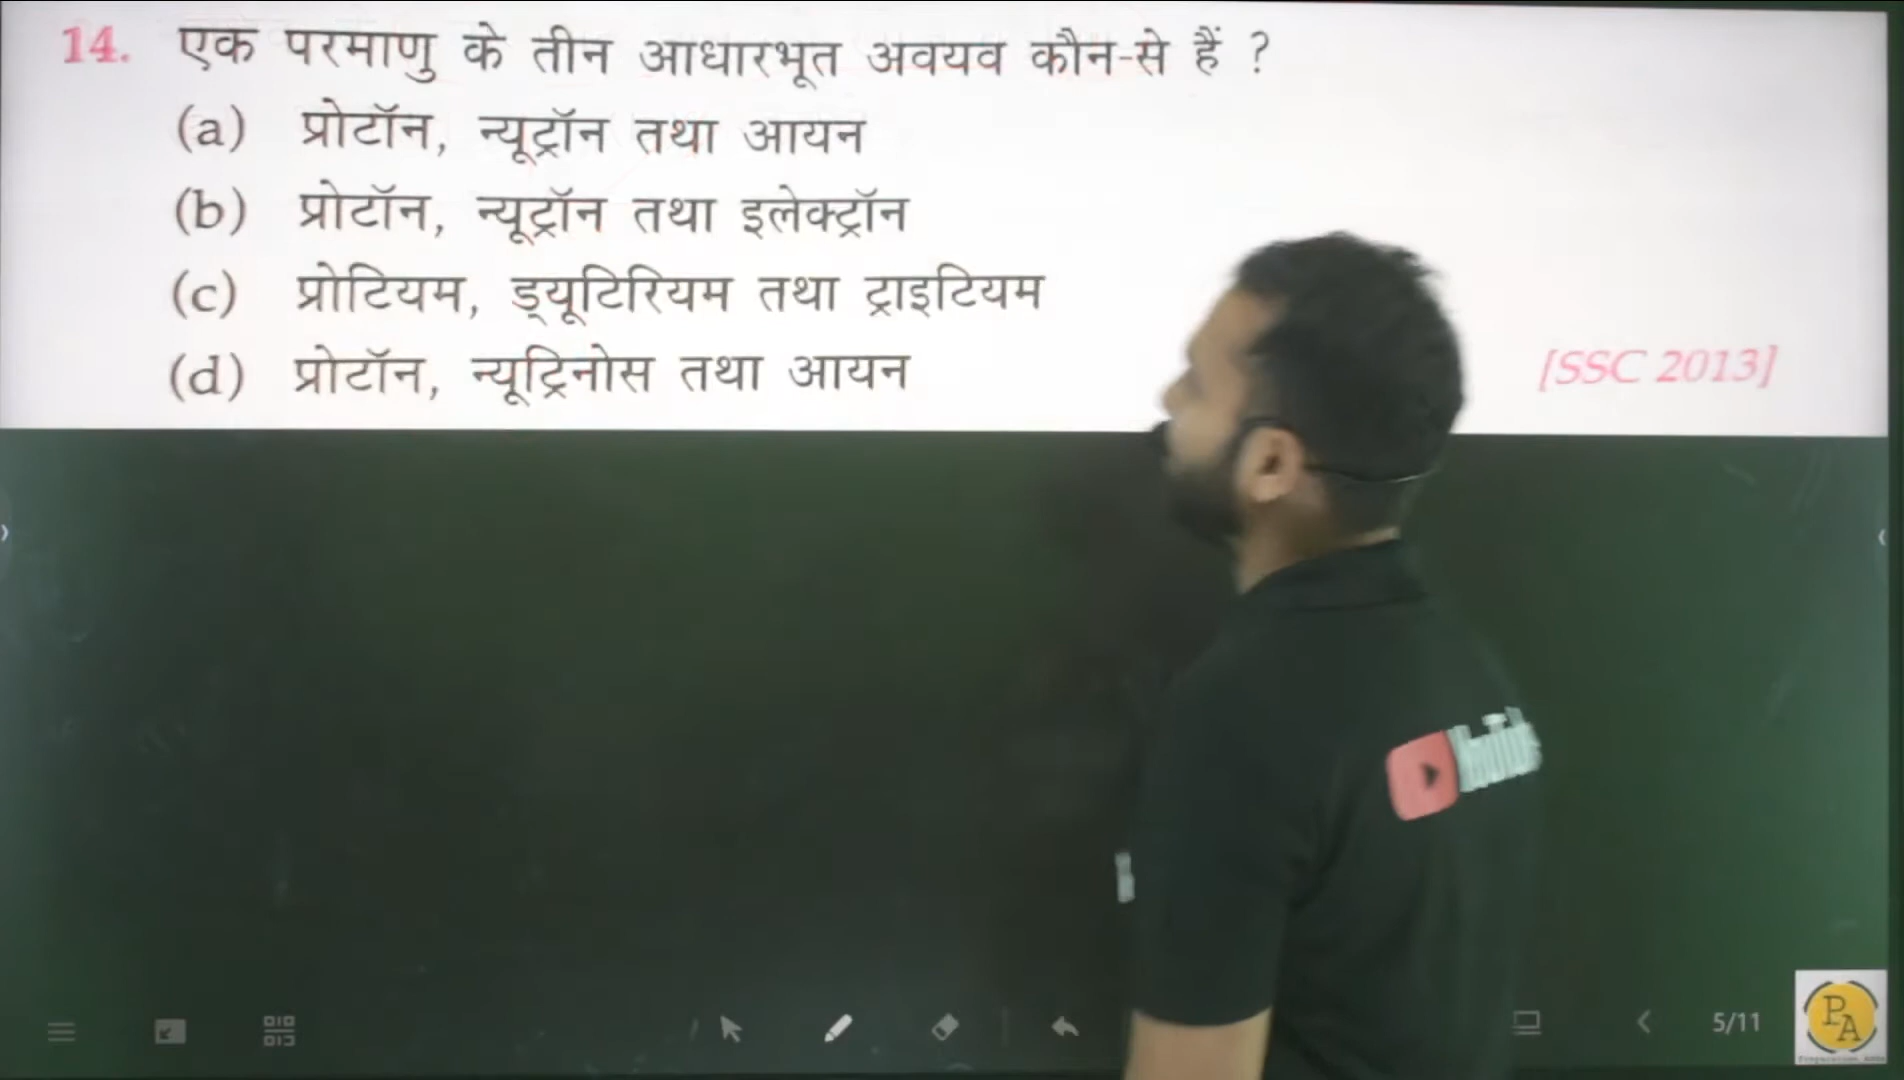 14. एक परमाणु के तीन आधारभूत अवयव कौन-से हैं ?
(a) प्रोटॉन, न्यूट्रॉन तथा आयन
(b) प्रोटॉन, न्यूट्रॉन तथा इलेक्ट्रॉन
(c) प्रोटियम, ड्यूटिरियम तथा ट्राइटियम
(d) प्रोटॉन, न्यूट्रिनोस तथा आयन
[SSC 2013]
5/11
PA